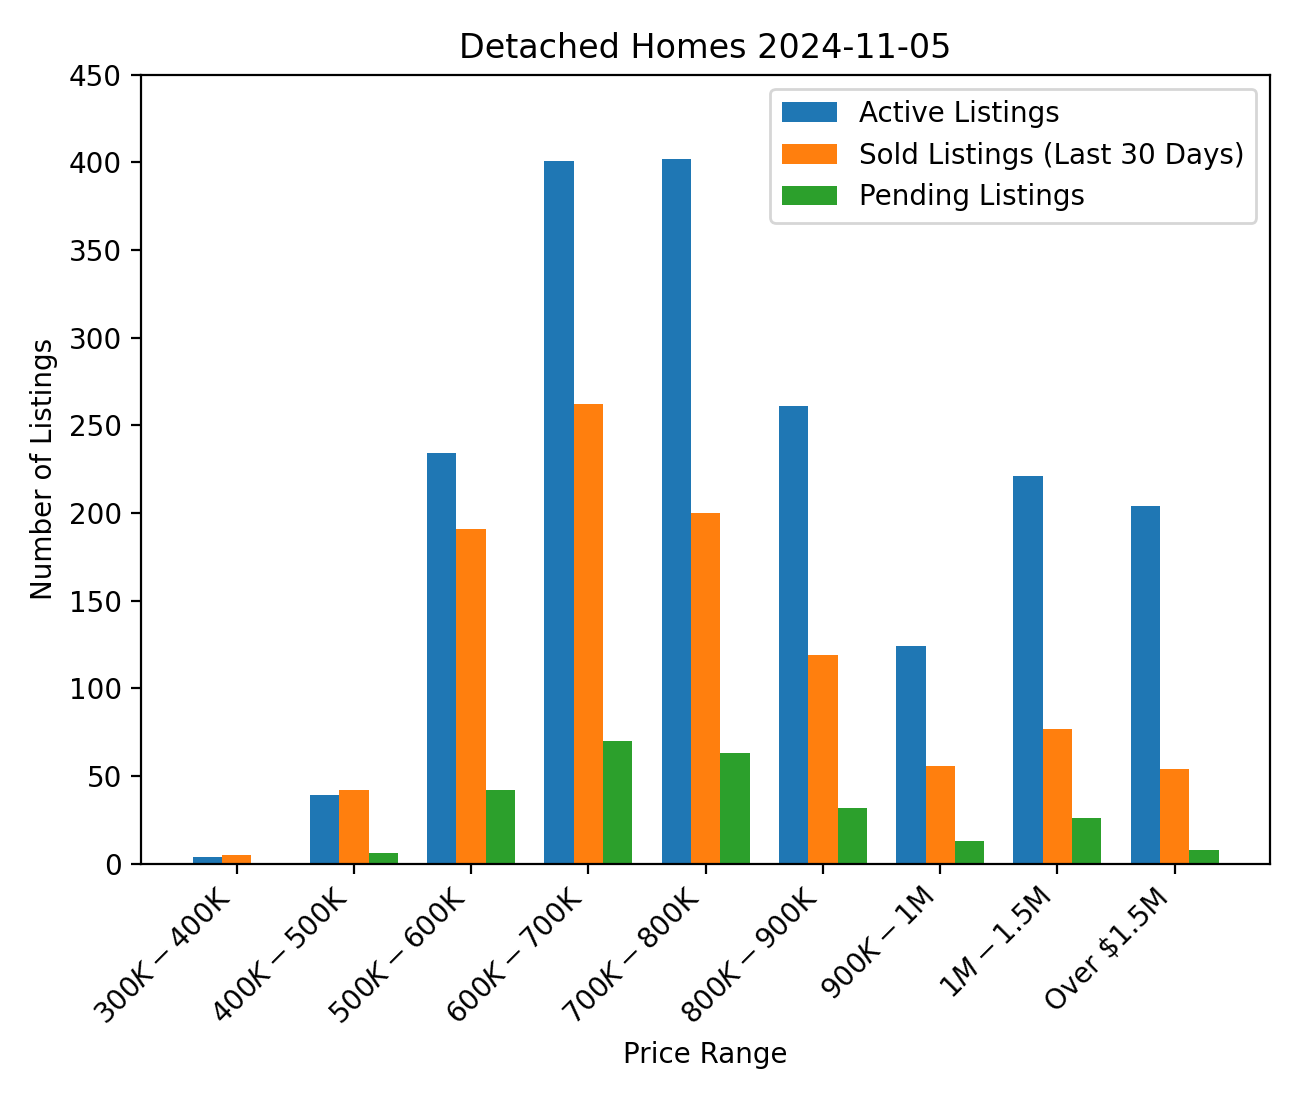 Detached Homes 2024-11-05
450
400
350
300
250
200
150
100
50
0
Number of Listings
Active Listings
Sold Listings (Last 30 Days)
Pending Listings
300K − 400K
400K − 500K
500K − 600K
600K − 700K
700K − 800K
800K − 900K
900K − 1M
1M − 1.5M
Over $1.5M
Price Range